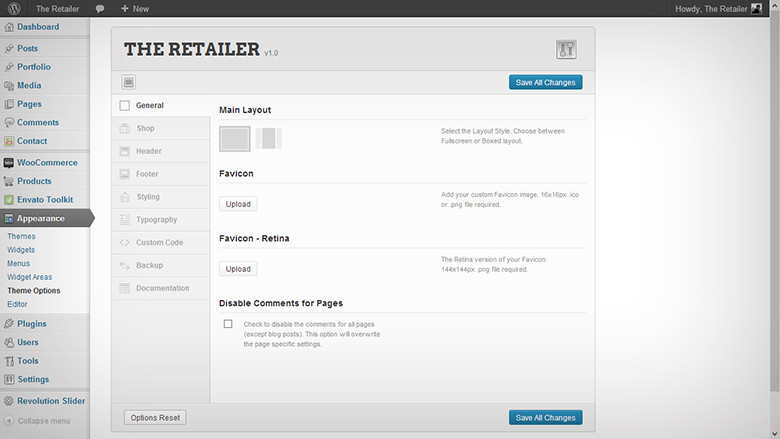 The Retailer
New
Howdy, The Retailer
Dashboard
Posts
Portfolio
Media
Pages
Comments
Contact
WooCommerce
Products
Envato Toolkit
Appearance
Themes
Widgets
Menus
Widget Areas
Theme Options
Editor
Plugins
Users
Tools
Settings
Revolution Slider
Collapse menu
THE RETAILER v1.0
Save All Changes
General
Shop
Header
Footer
Styling
Typography
Custom Code
Backup
Documentation
Main Layout
Select the Layout Style. Choose between
Fullscreen or Boxed layout.
Favicon
Upload
Add your custom Favicon image. 16x16px .ico
or .png file required.
Favicon - Retina
Upload
The Retina version of your Favicon.
144x144px .png file required.
Disable Comments for Pages
Check to disable the comments for all pages
(except blog posts). This option will overwrite
the page specific settings.
Options Reset
Save All Changes